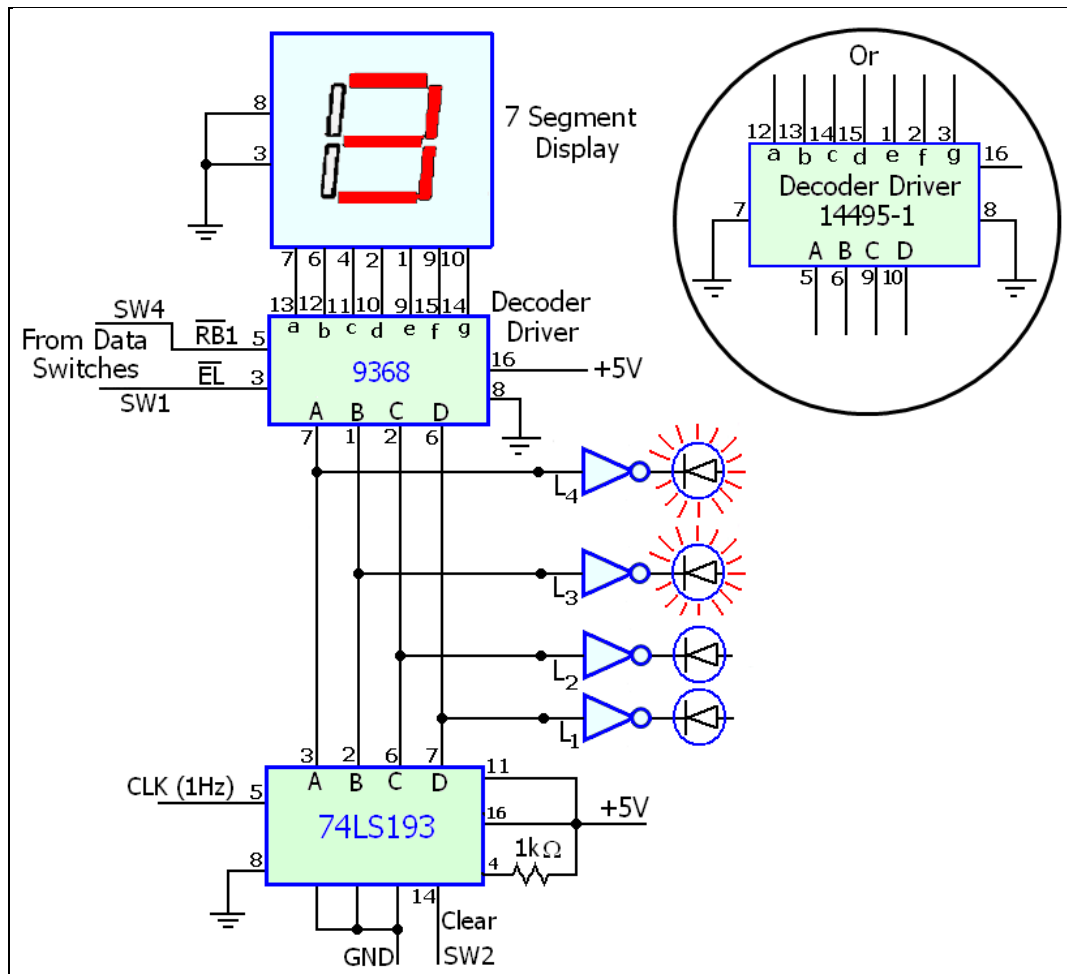 Or
12 13 14 15 1 2 3
a b c d e f g
16
Decoder Driver
14495-1
7
8
A B C D
5 6 9 10
8
3
7 Segment
Display
7 6 4 2 1 9 10
13 12 11 10 9 15 14
a b c d e f g
Decoder
Driver
SW4
From Data
Switches
RB1
5
EL
3
SW1
9368
16
+5V
8
A B C D
7 1 2 6
L4
L3
L2
L1
3 2 6 7
A B C D
CLK (1Hz)
5
74LS193
11
16
+5V
1kΩ
4
8
14
Clear
GND
SW2